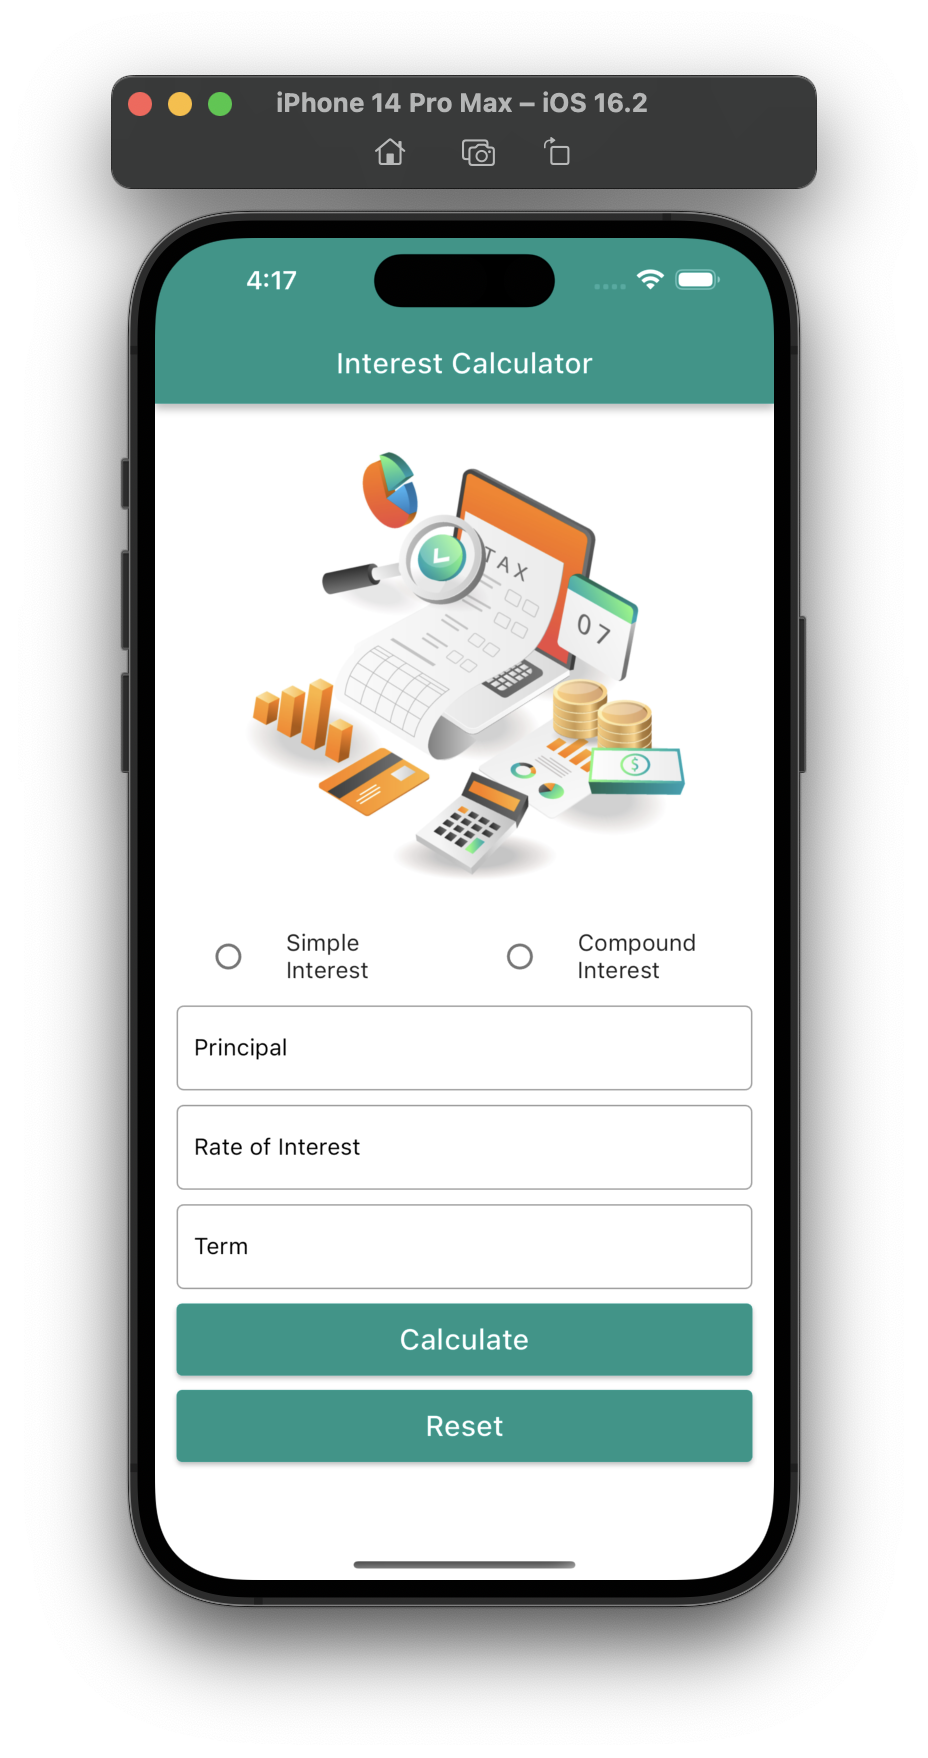 iPhone 14 Pro Max – iOS 16.2
4:17
Interest Calculator
TAX
07
$
Simple
Interest
Compound
Interest
Principal
Rate of Interest
Term
Calculate
Reset